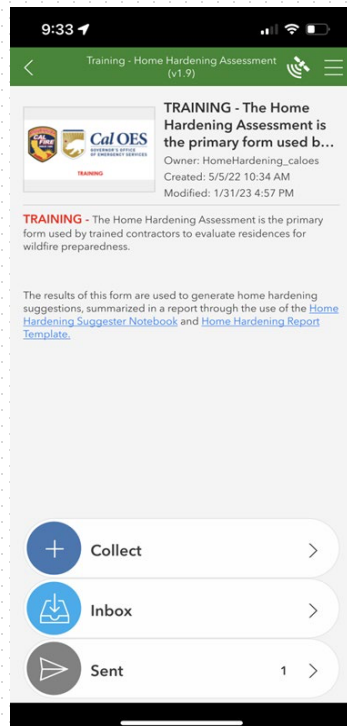 9:33
Training - Home Hardening Assessment
(v1.9)
CAL
FIRE
Cal OES
GOVERNOR'S OFFICE
OF EMERGENCY SERVICES
TRAINING
TRAINING - The Home
Hardening Assessment is
the primary form used b...
Owner: HomeHardening_caloes
Created: 5/5/22 10:34 AM
Modified: 1/31/23 4:57 PM
TRAINING - The Home Hardening Assessment is the primary
form used by trained contractors to evaluate residences for
wildfire preparedness.
The results of this form are used to generate home hardening
suggestions, summarized in a report through the use of the Home
Hardening Suggester Notebook and Home Hardening Report
Template.
Collect
Inbox
Sent 1